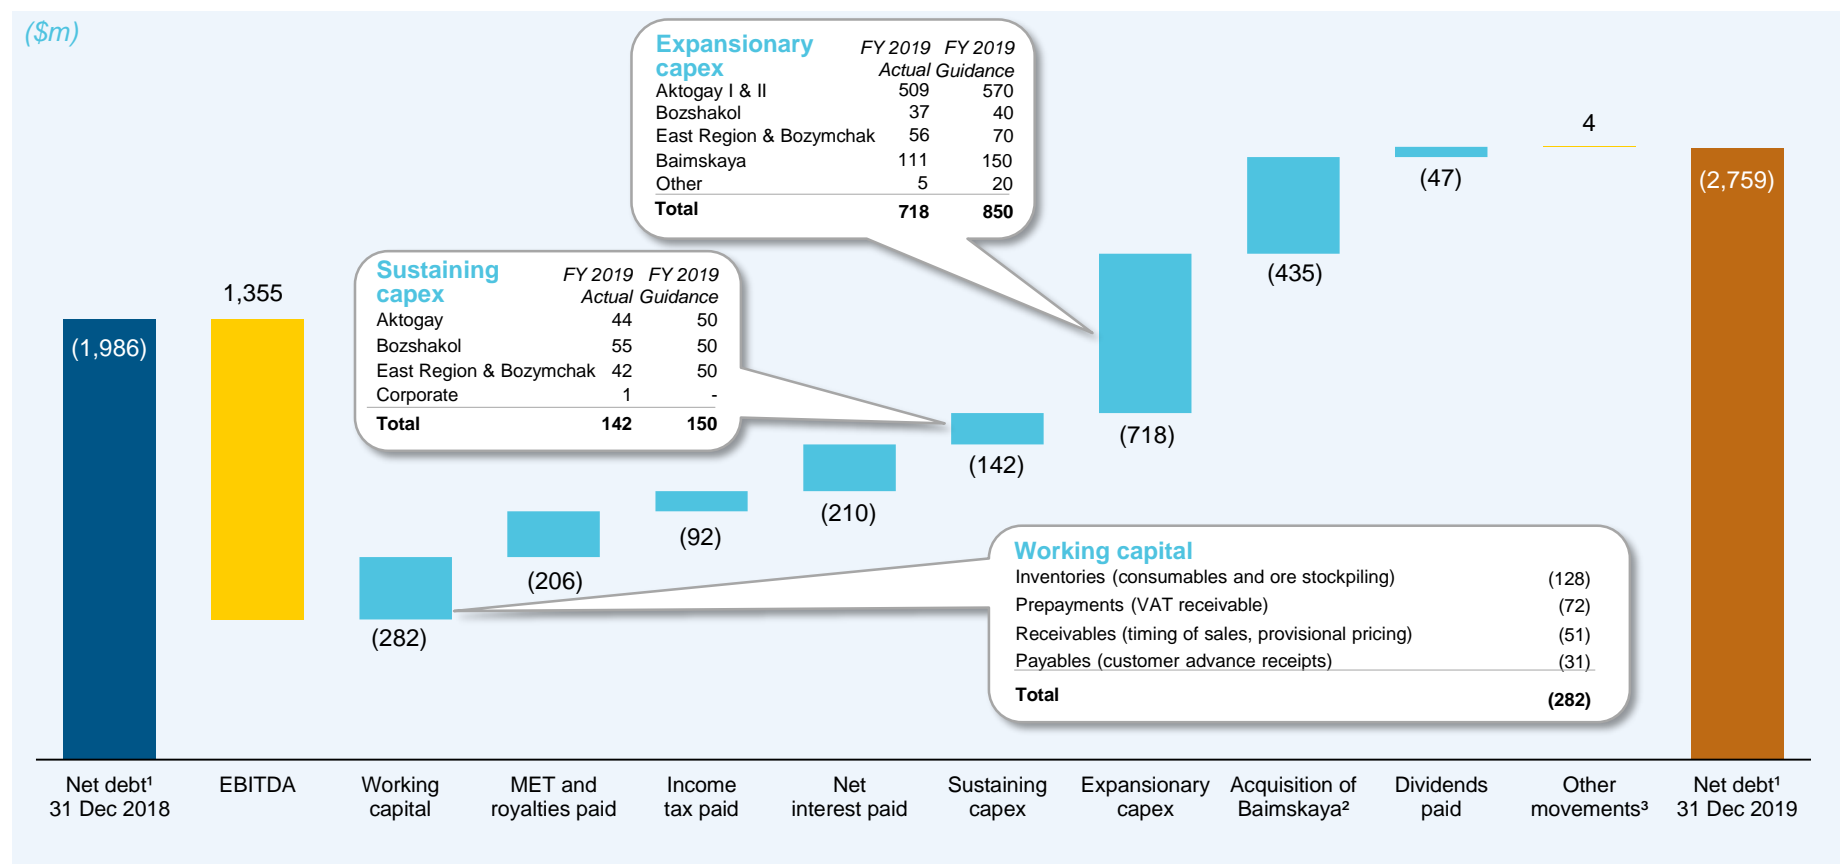 ($m)
Expansionary capex FY 2019 Actual FY 2019 Guidance
Aktogay I & II 509 570
Bozshakol 37 40
East Region & Bozymchak 56 70
Baimskaya 111 150
Other 5 20
Total 718 850
Sustaining capex FY 2019 Actual FY 2019 Guidance
Aktogay 44 50
Bozshakol 55 50
East Region & Bozymchak 42 50
Corporate 1 -
Total 142 150
Working capital
Inventories (consumables and ore stockpiling) (128)
Prepayments (VAT receivable) (72)
Receivables (timing of sales, provisional pricing) (51)
Payables (customer advance receipts) (31)
Total (282)
(1,986)
1,355
(282)
(206)
(92)
(210)
(142)
(718)
(435)
(47)
4
(2,759)
Net debt¹
31 Dec 2018
EBITDA
Working
capital
MET and
royalties paid
Income
tax paid
Net
interest paid
Sustaining
capex
Expansionary
capex
Acquisition of
Baimskaya²
Dividends
paid
Other
movements³
Net debt¹
31 Dec 2019